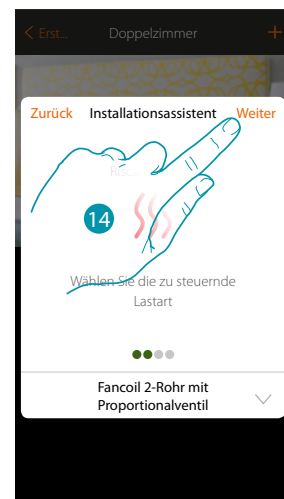 Erst...
Doppelzimmer
Zurück
Installationsassistent
Weiter
14
Wählen Sie die zu steuernde
Lastart
Fancoil 2-Rohr mit
Proportionalventil